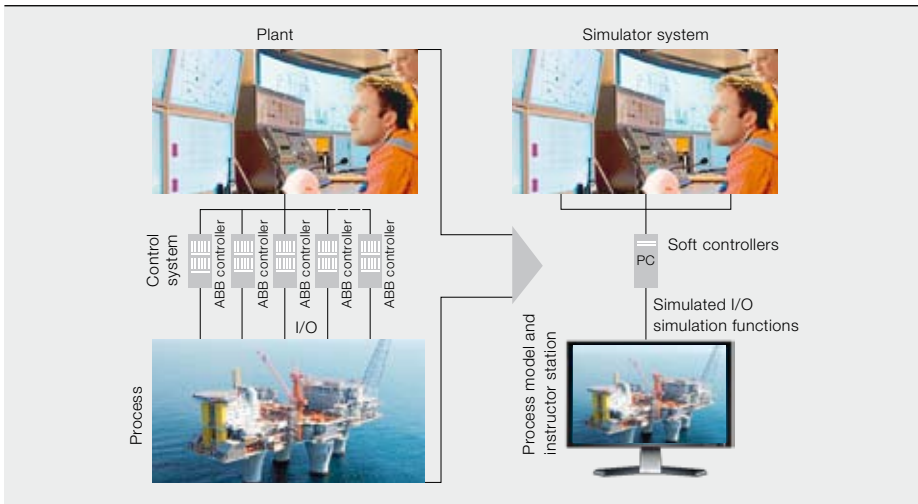 Plant
Simulator system
Control
system
ABB controller
ABB controller
ABB controller
ABB controller
ABB controller
Soft controllers
PC
I/O
Simulated I/O
simulation functions
Process
Process model and
instructor station